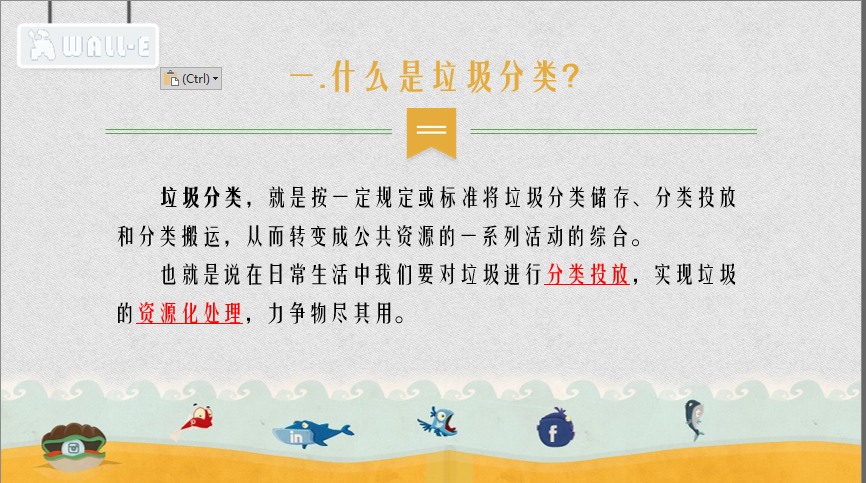 WALL-E
(Ctrl)
一.什么是垃圾分类?
垃圾分类，就是按一定规定或标准将垃圾分类储存、分类投放
和分类搬运，从而转变成公共资源的一系列活动的综合。
也就是说在日常生活中我们要对垃圾进行分类投放，实现垃圾
的资源化处理，力争物尽其用。
in
f